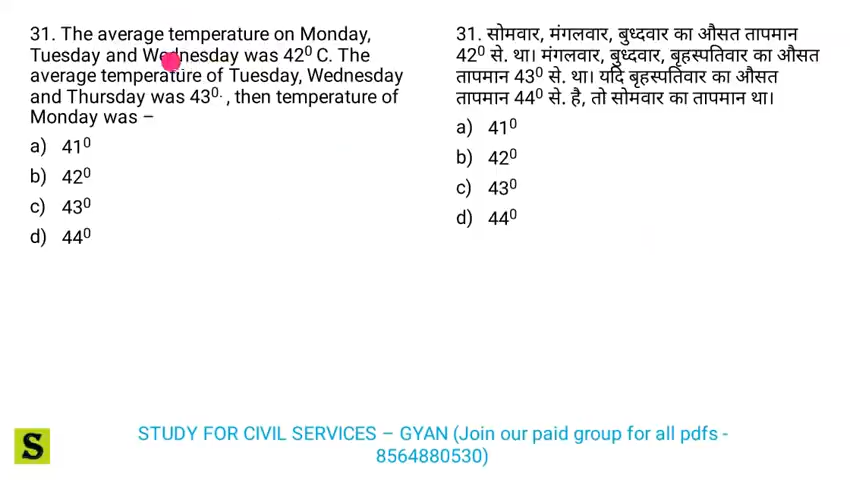 31. The average temperature on Monday,
Tuesday and Wednesday was 42⁰ C. The
average temperature of Tuesday, Wednesday
and Thursday was 43⁰· , then temperature of
Monday was –
a) 41⁰
b) 42⁰
c) 43⁰
d) 44⁰
31. सोमवार, मंगलवार, बुध्दवार का औसत तापमान
42⁰ से. था। मंगलवार, बुध्दवार, बृहस्पतिवार का औसत
तापमान 43⁰ से. था। यदि बृहस्पतिवार का औसत
तापमान 44⁰ से. है, तो सोमवार का तापमान था।
a) 41⁰
b) 42⁰
c) 43⁰
d) 44⁰
S
STUDY FOR CIVIL SERVICES – GYAN (Join our paid group for all pdfs -
8564880530)